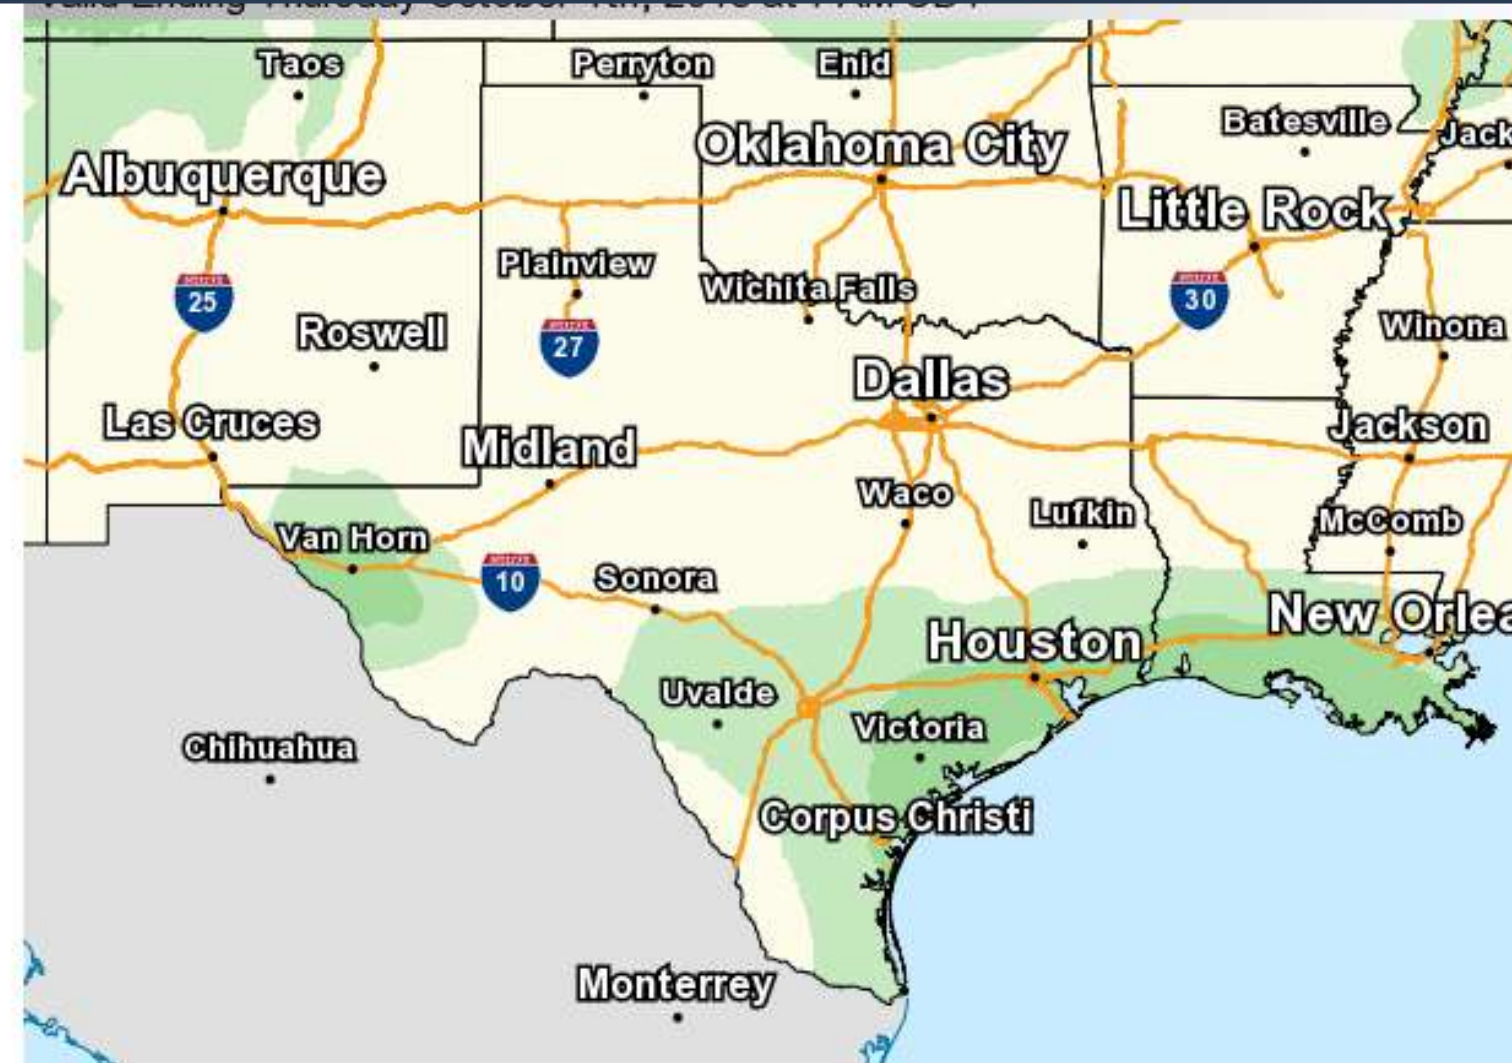 Taos
Perryton
Enid
Batesville
Jack
Oklahoma City
Albuquerque
Little Rock
Plainview
Wichita Falls
25
30
Roswell
27
Winona
Dallas
Las Cruces
Midland
Jackson
Waco
Lufkin
McComb
Van Horn
10
Sonora
New Orlea
Houston
Uvalde
Victoria
Chihuahua
Corpus Christi
Monterrey